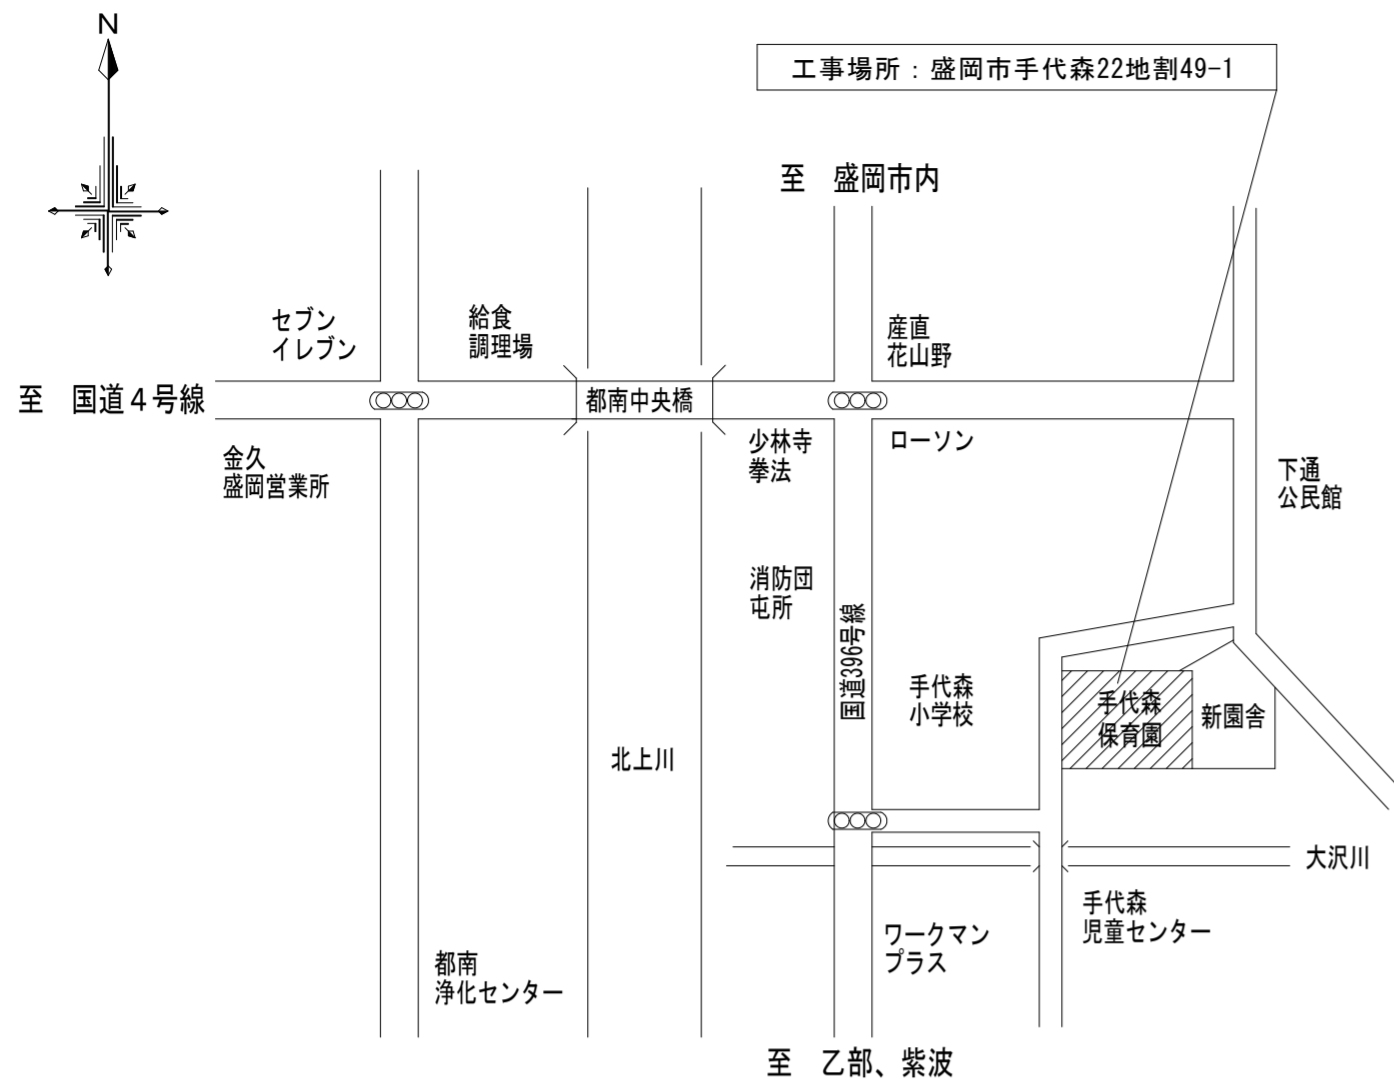 N
工事場所：盛岡市手代森22地割49-1
至　盛岡市内
セブン
イレブン
給食
調理場
産直
花山野
至　国道４号線
都南中央橋
金久
盛岡営業所
少林寺
拳法
ローソン
下通
公民館
消防団
屯所
国道396号線
手代森
小学校
手代森
保育園
新園舎
北上川
大沢川
手代森
児童センター
ワークマン
プラス
都南
浄化センター
至　乙部、紫波